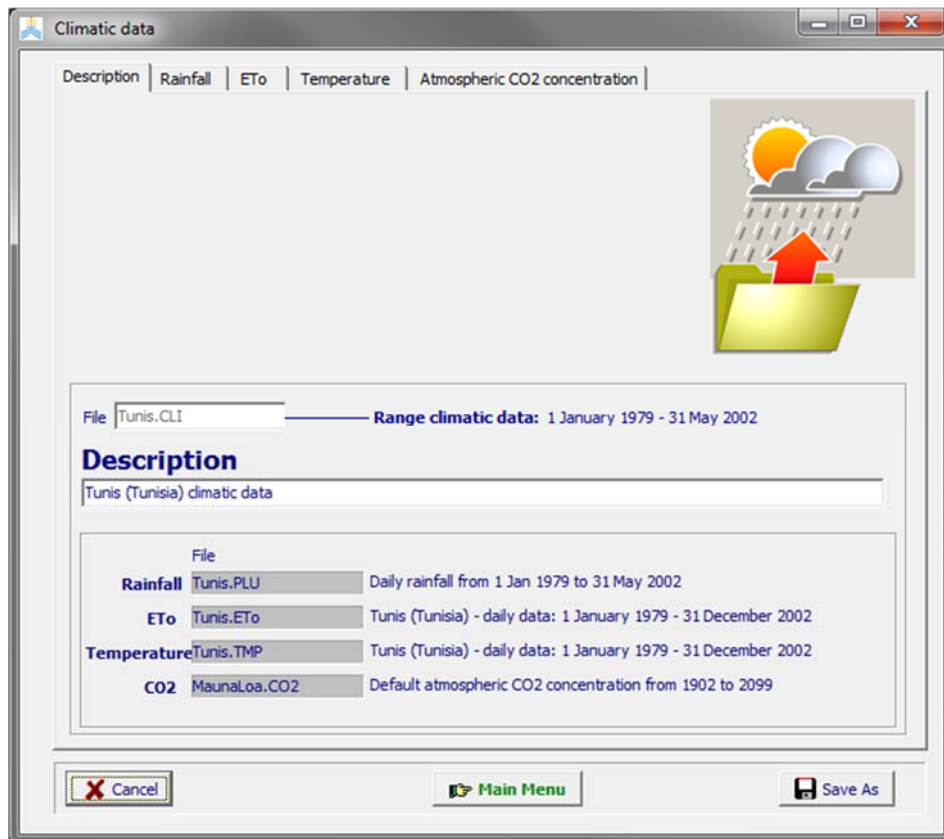 Climatic data
Description Rainfall ETo Temperature Atmospheric CO2 concentration
File Tunis.CLI Range climatic data: 1 January 1979 - 31 May 2002
Description
Tunis (Tunisia) climatic data
File
Rainfall Tunis.PLU Daily rainfall from 1 Jan 1979 to 31 May 2002
ETo Tunis.ETo Tunis (Tunisia) - daily data: 1 January 1979 - 31 December 2002
Temperature Tunis.TMP Tunis (Tunisia) - daily data: 1 January 1979 - 31 December 2002
CO2 MaunaLoa.CO2 Default atmospheric CO2 concentration from 1902 to 2099
Cancel Main Menu Save As